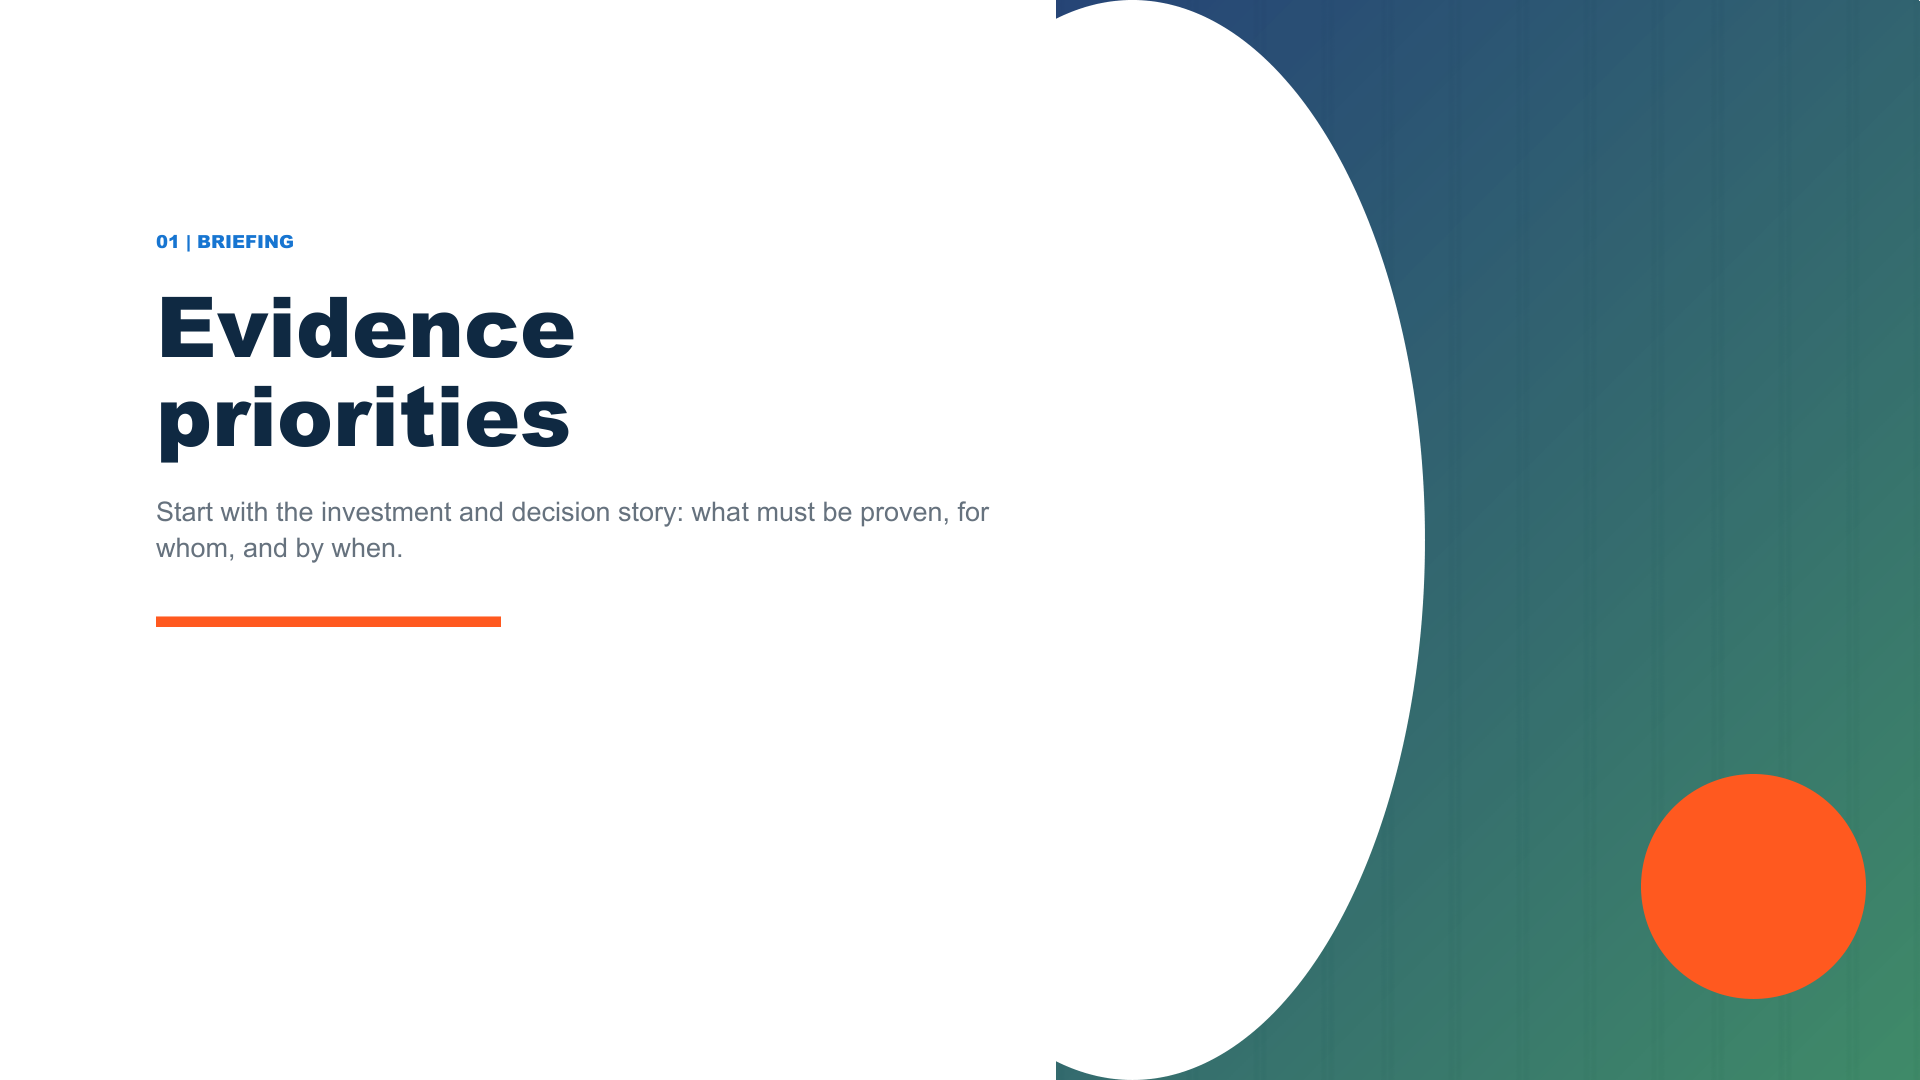 01 | BRIEFING
Evidence
priorities
Start with the investment and decision story: what must be proven, for
whom, and by when.